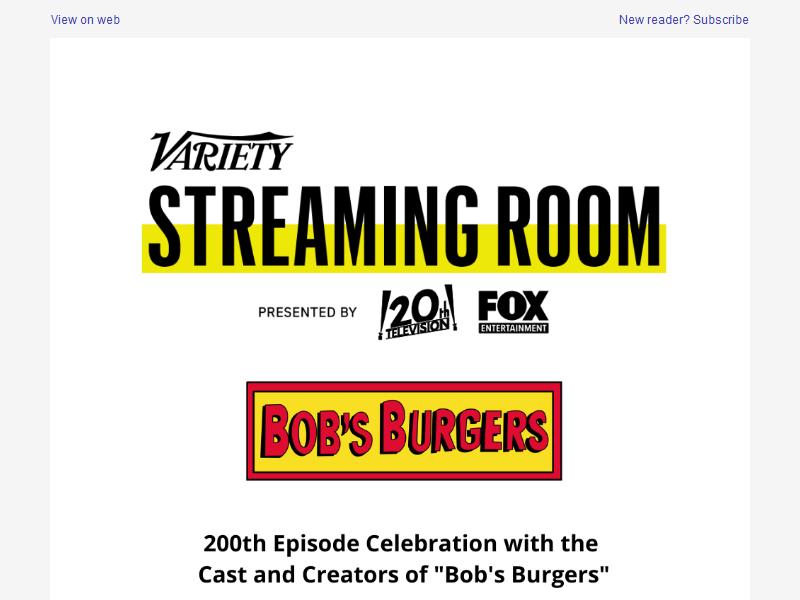 View on web
New reader? Subscribe
VARIETY
STREAMING ROOM
PRESENTED BY
20th
TELEVISION
FOX
ENTERTAINMENT
BOB'S BURGERS
200th Episode Celebration with the
Cast and Creators of "Bob's Burgers"